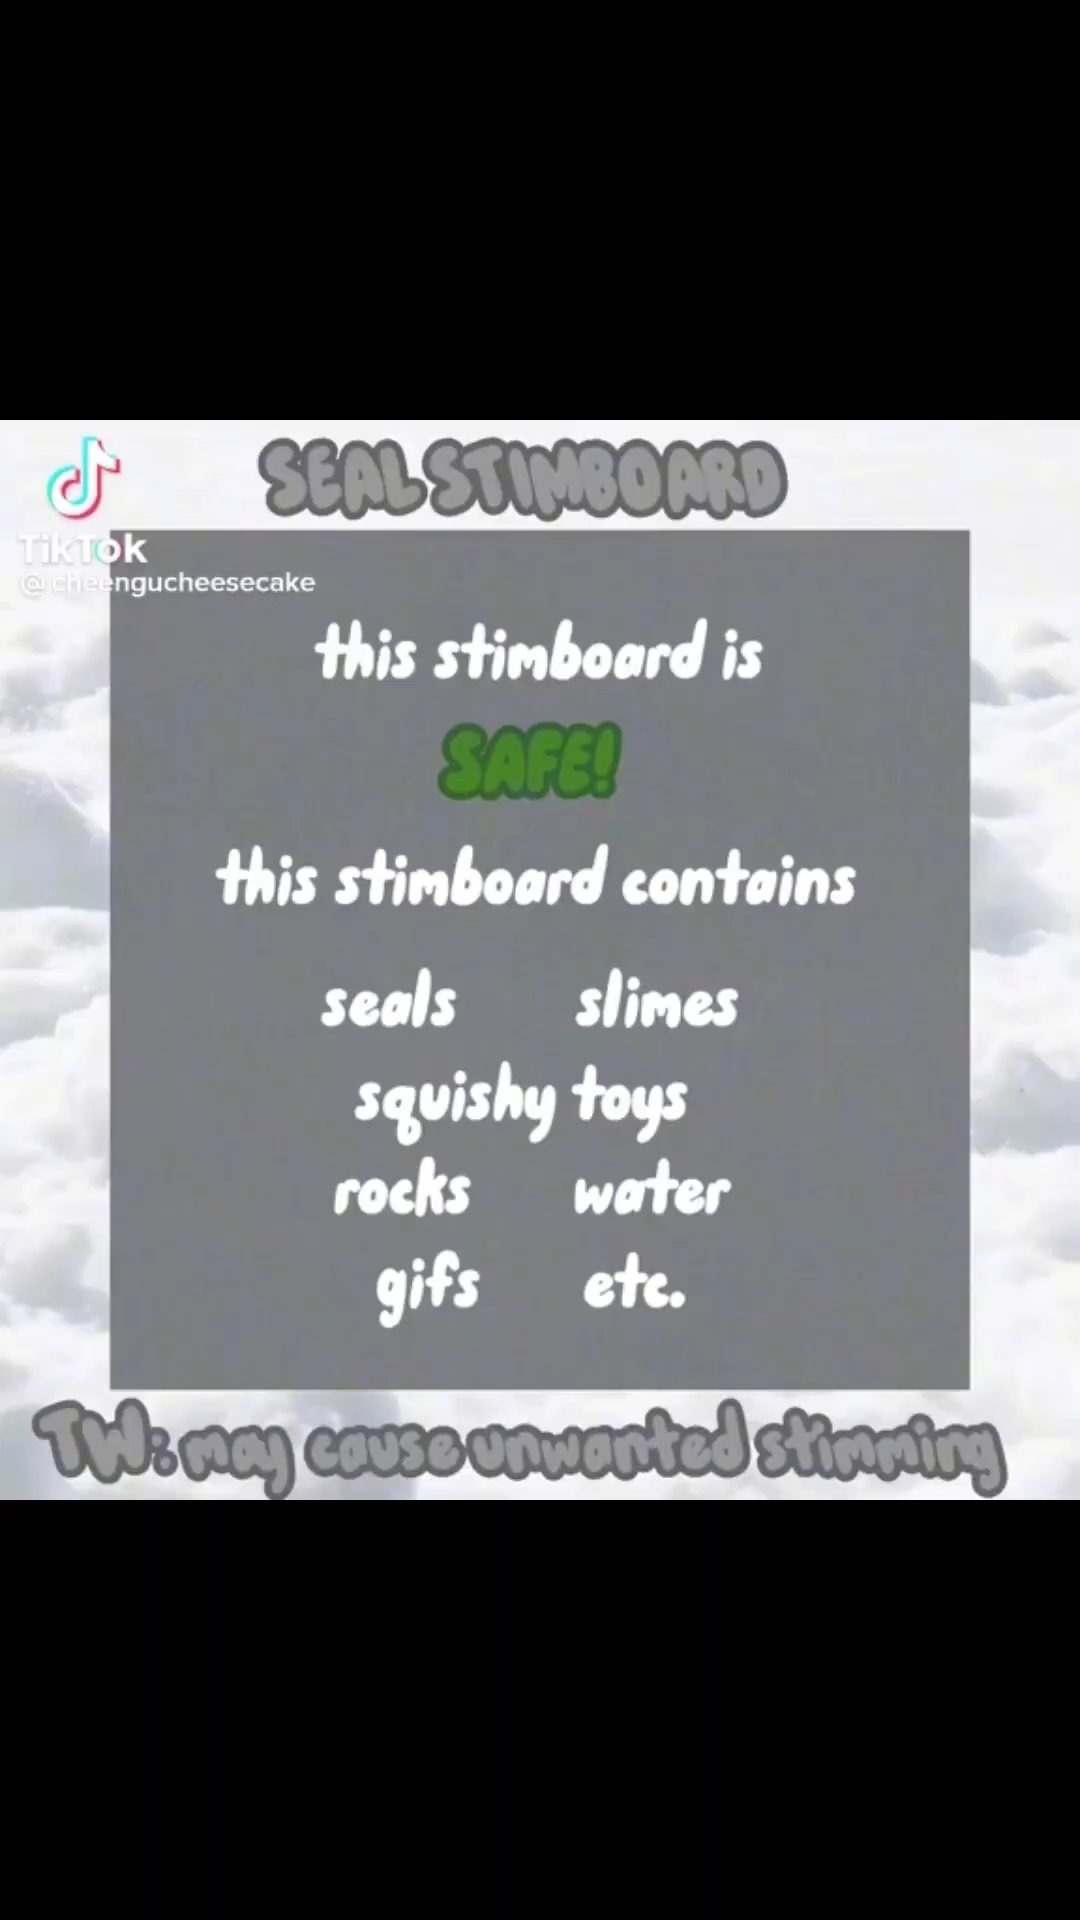 SEAL STIMBOARD
TikTok
@cheengucheesecake
this stimboard is
SAFE!
this stimboard contains
seals slimes
squishy toys
rocks water
gifs etc.
TW: may cause unwanted stimming